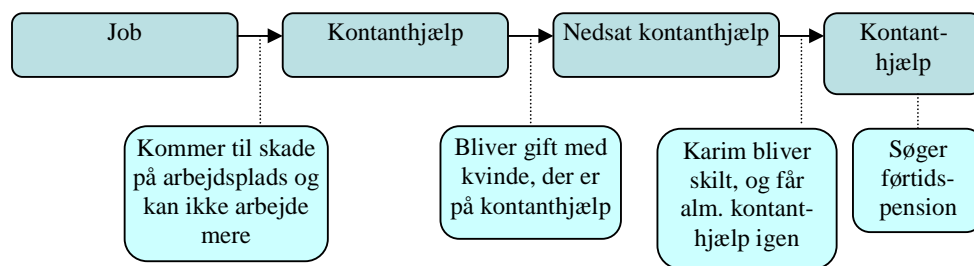 Job
Kontanthjælp
Nedsat kontanthjælp
Kontant-
hjælp
Kommer til skade
på arbejdsplads og
kan ikke arbejde
mere
Bliver gift med
kvinde, der er
på kontanthjælp
Karim bliver
skilt, og får
alm. kontant-
hjælp igen
Søger
førtids-
pension